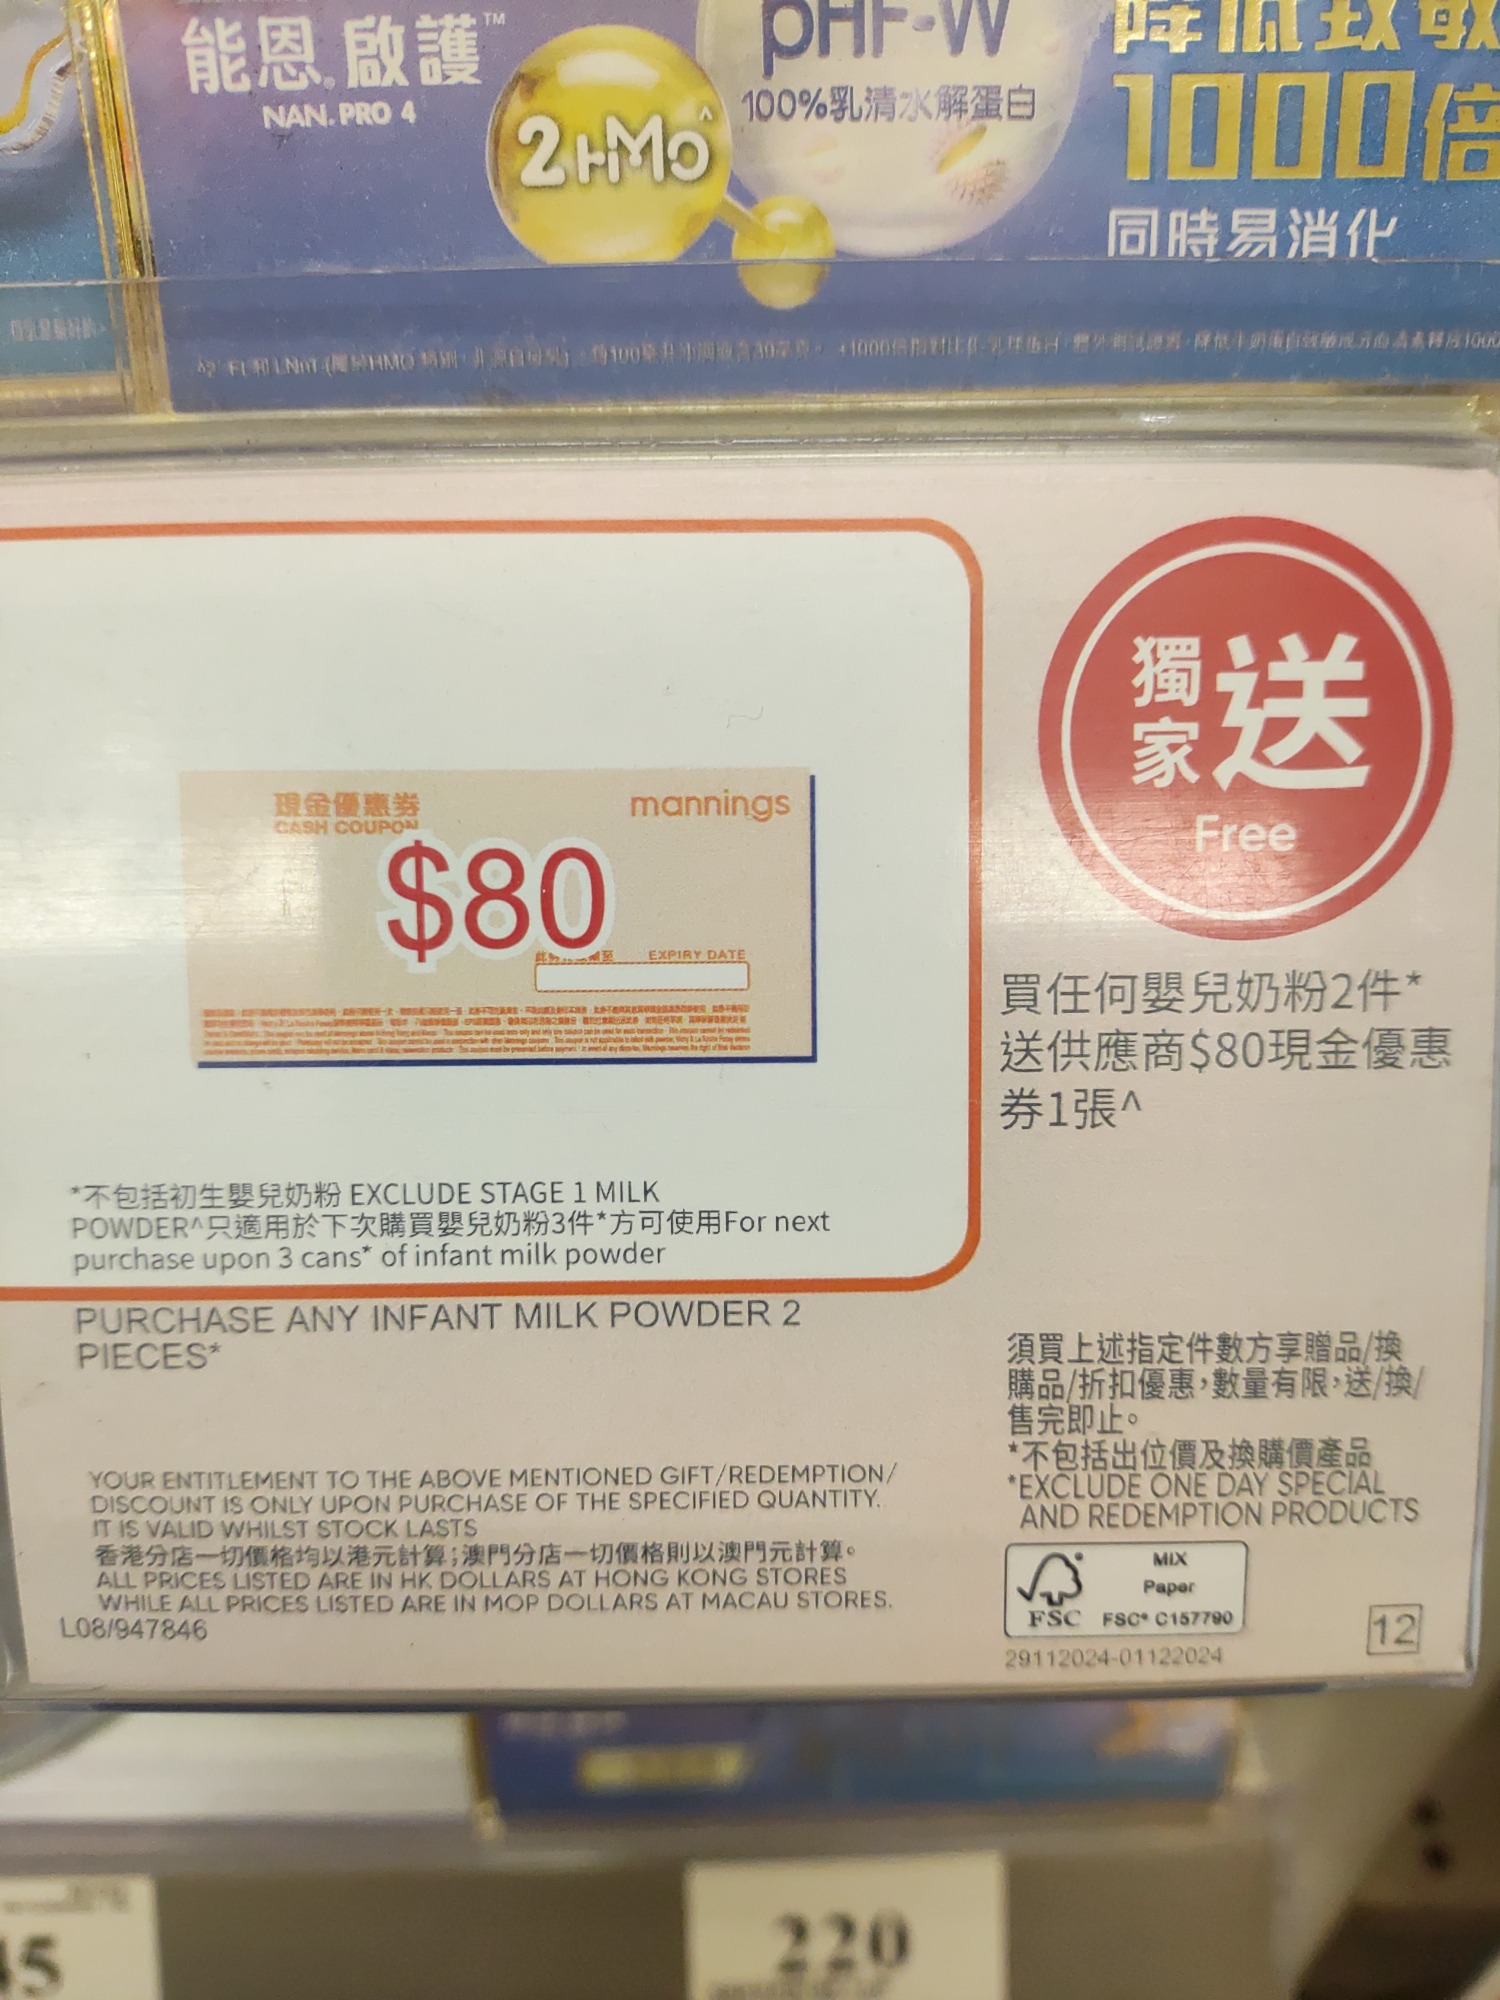 能恩 啟護™
NAN. PRO 4
2HMO^
pHF-W
100%乳清水解蛋白
降低致敏
1000倍
同時易消化
獨家送
Free
現金優惠券
CASH COUPON
mannings
$80
EXPIRY DATE
買任何嬰兒奶粉2件*
送供應商$80現金優惠
券1張^
*不包括初生嬰兒奶粉 EXCLUDE STAGE 1 MILK
POWDER^只適用於下次購買嬰兒奶粉3件*方可使用For next
purchase upon 3 cans* of infant milk powder
PURCHASE ANY INFANT MILK POWDER 2
PIECES*
須買上述指定件數方享贈品/換
購品/折扣優惠，數量有限，送/換/
售完即止。
*不包括出位價及換購價產品
*EXCLUDE ONE DAY SPECIAL
AND REDEMPTION PRODUCTS
YOUR ENTITLEMENT TO THE ABOVE MENTIONED GIFT/REDEMPTION/
DISCOUNT IS ONLY UPON PURCHASE OF THE SPECIFIED QUANTITY.
IT IS VALID WHILST STOCK LASTS
香港分店一切價格均以港元計算；澳門分店一切價格則以澳門元計算。
ALL PRICES LISTED ARE IN HK DOLLARS AT HONG KONG STORES
WHILE ALL PRICES LISTED ARE IN MOP DOLLARS AT MACAU STORES.
L08/947846
FSC
MIX
Paper
FSC® C157790
29112024-01122024
12
45
220